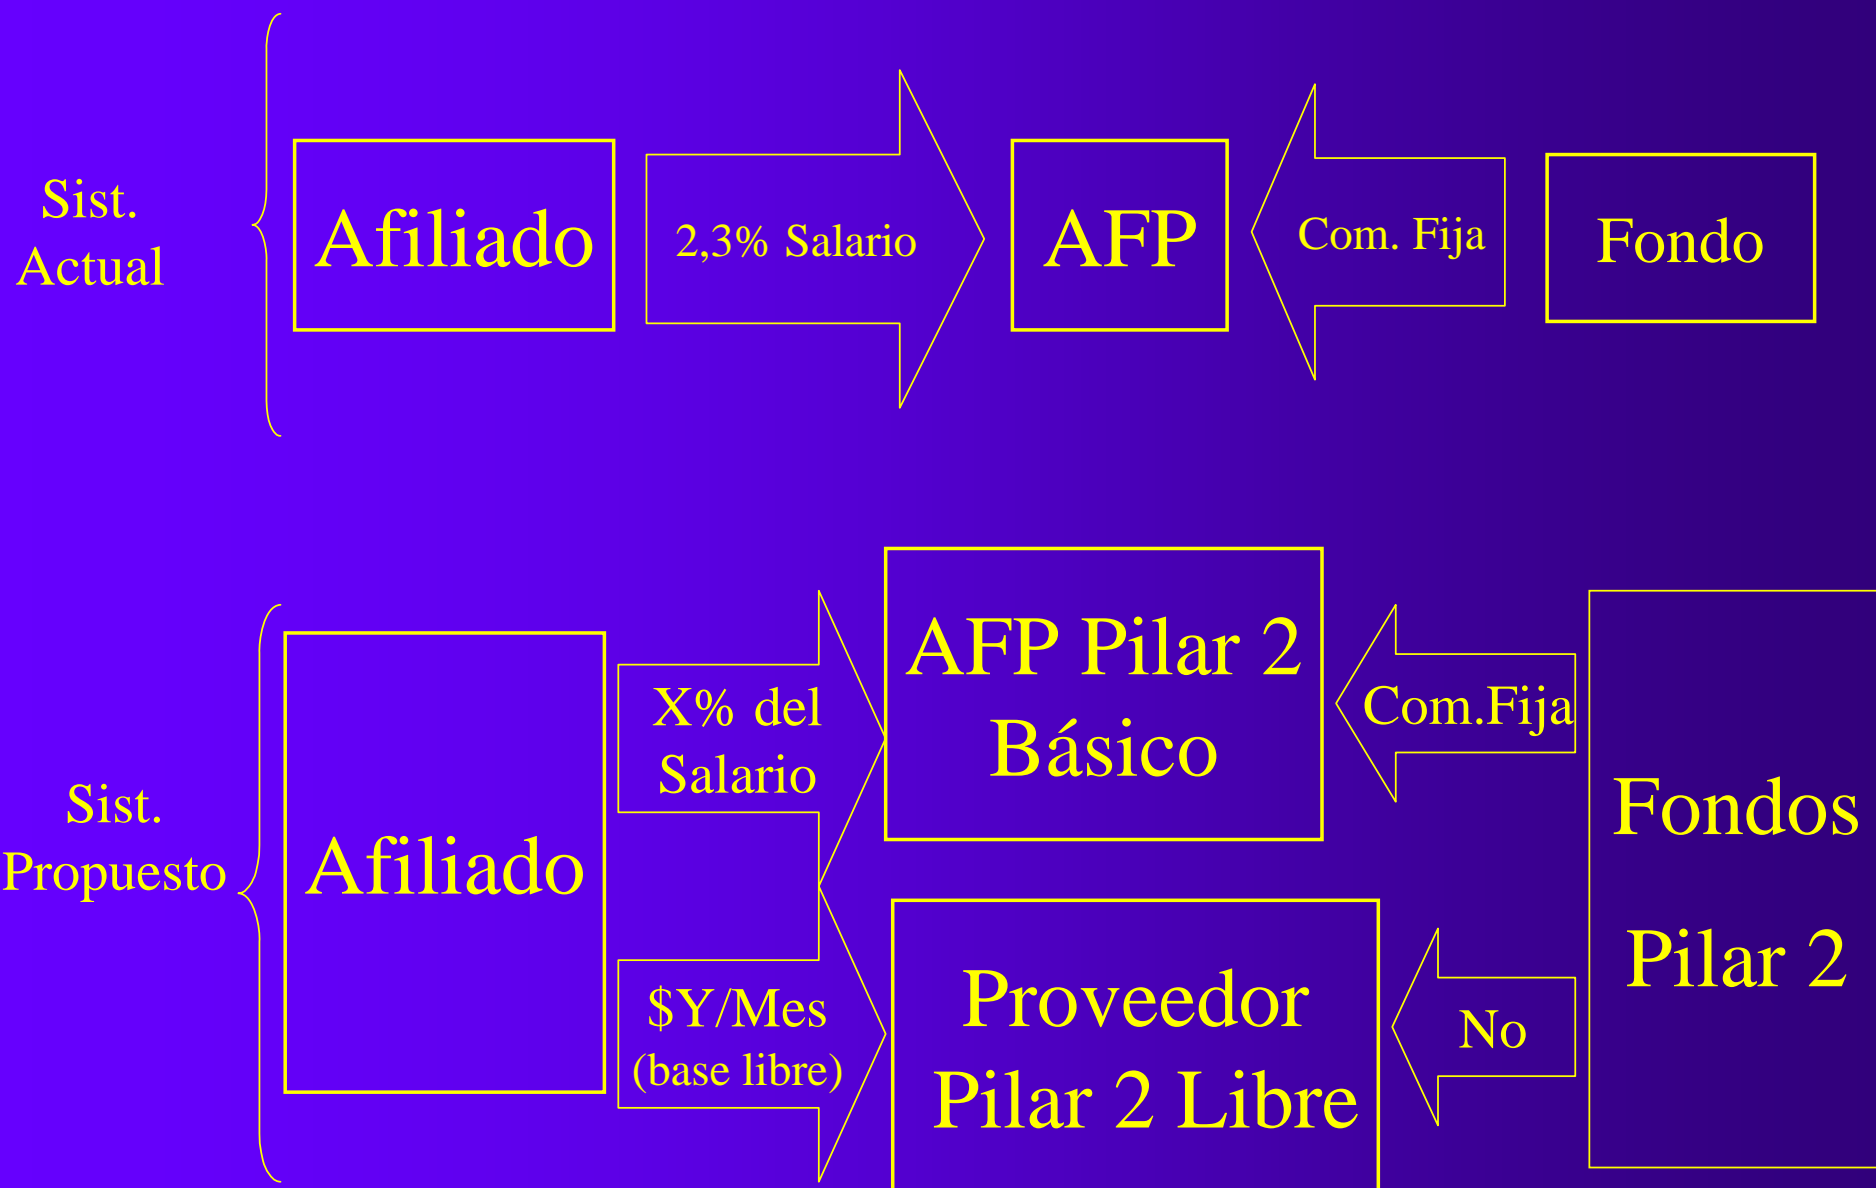 Sist.
Actual
Afiliado
2,3% Salario
AFP
Com. Fija
Fondo
Sist.
Propuesto
Afiliado
X% del
Salario
$Y/Mes
(base libre)
AFP Pilar 2
Básico
Proveedor
Pilar 2 Libre
Com.Fija
No
Fondos
Pilar 2